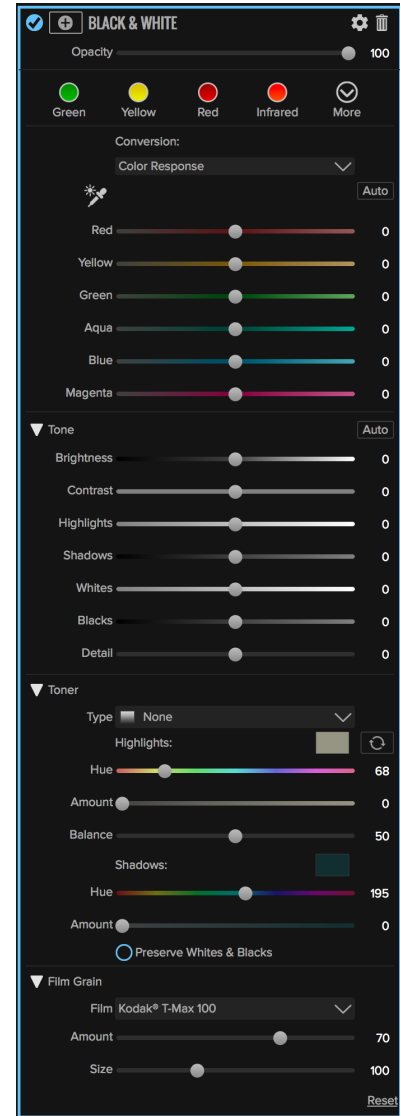 BLACK & WHITE
Opacity 100
Green Yellow Red Infrared More
Conversion:
Color Response
Auto
Red 0
Yellow 0
Green 0
Aqua 0
Blue 0
Magenta 0
Tone Auto
Brightness 0
Contrast 0
Highlights 0
Shadows 0
Whites 0
Blacks 0
Detail 0
Toner
Type None
Highlights:
Hue 68
Amount 0
Balance 50
Shadows:
Hue 195
Amount 0
Preserve Whites & Blacks
Film Grain
Film Kodak® T-Max 100
Amount 70
Size 100
Reset